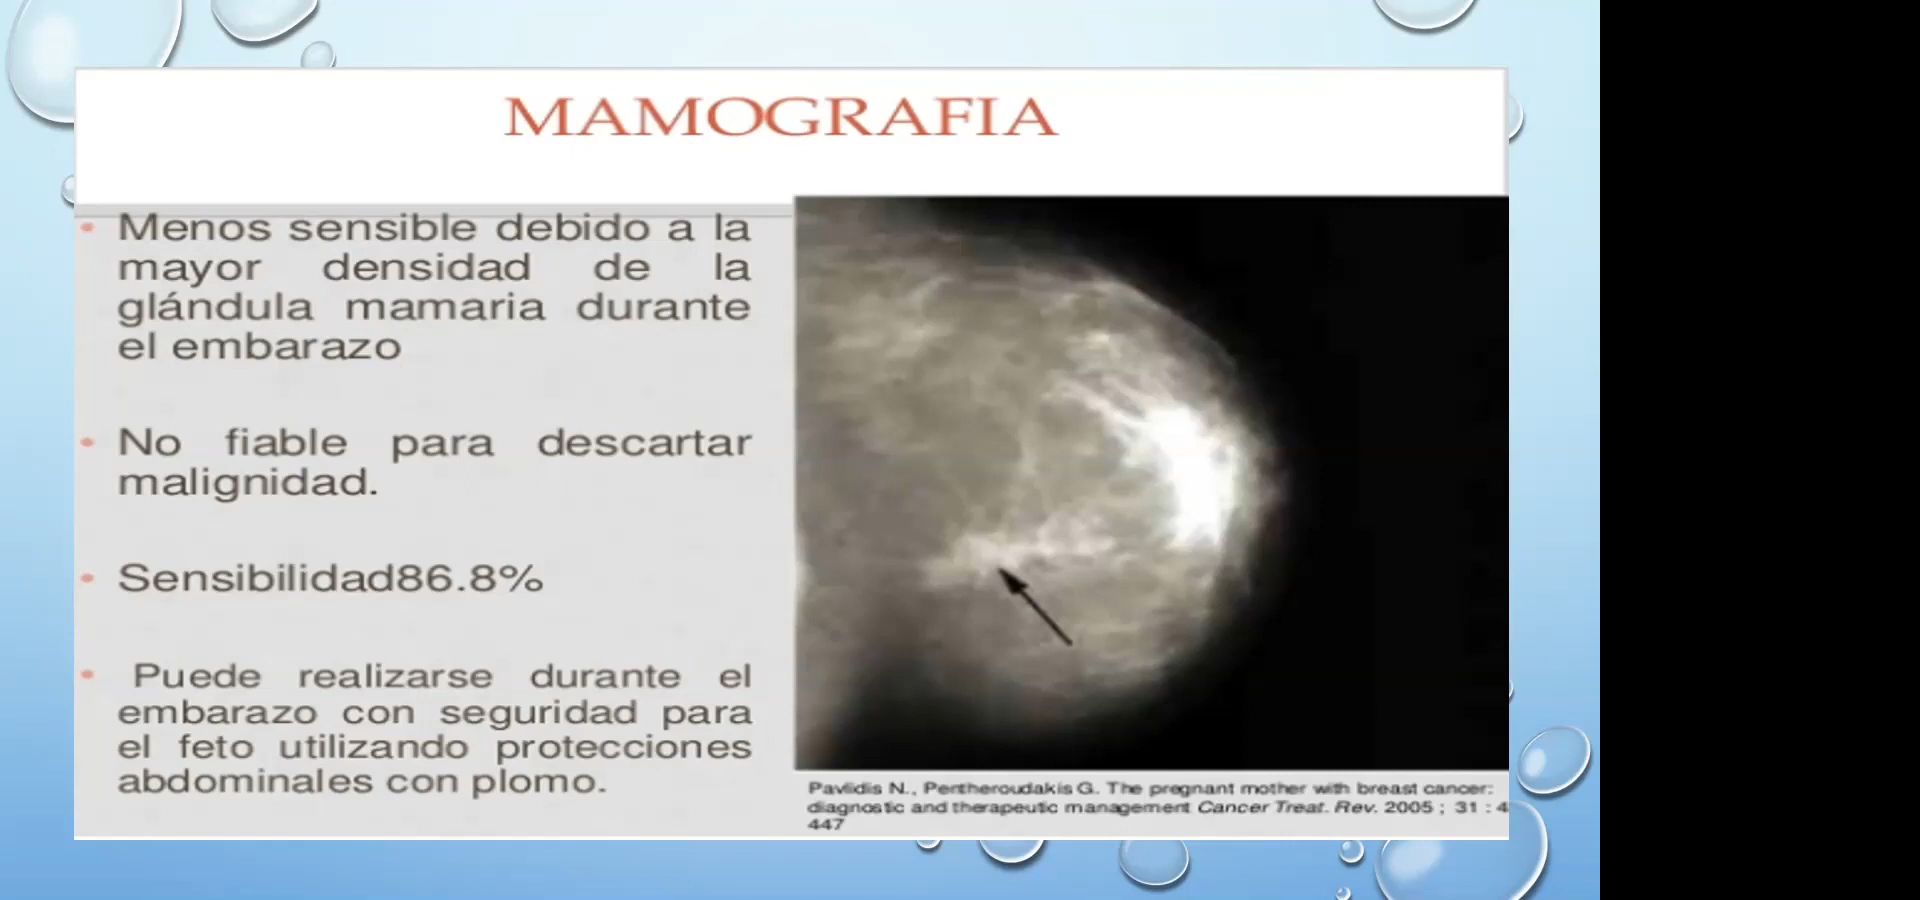 MAMOGRAFIA
• Menos sensible debido a la
mayor densidad de la
glándula mamaria durante
el embarazo
• No fiable para descartar
malignidad.
• Sensibilidad86.8%
• Puede realizarse durante el
embarazo con seguridad para
el feto utilizando protecciones
abdominales con plomo.
Pavlidis N., Pentheroudakis G. The pregnant mother with breast cancer:
diagnostic and therapeutic management Cancer Treat. Rev. 2005 ; 31 : 4
447